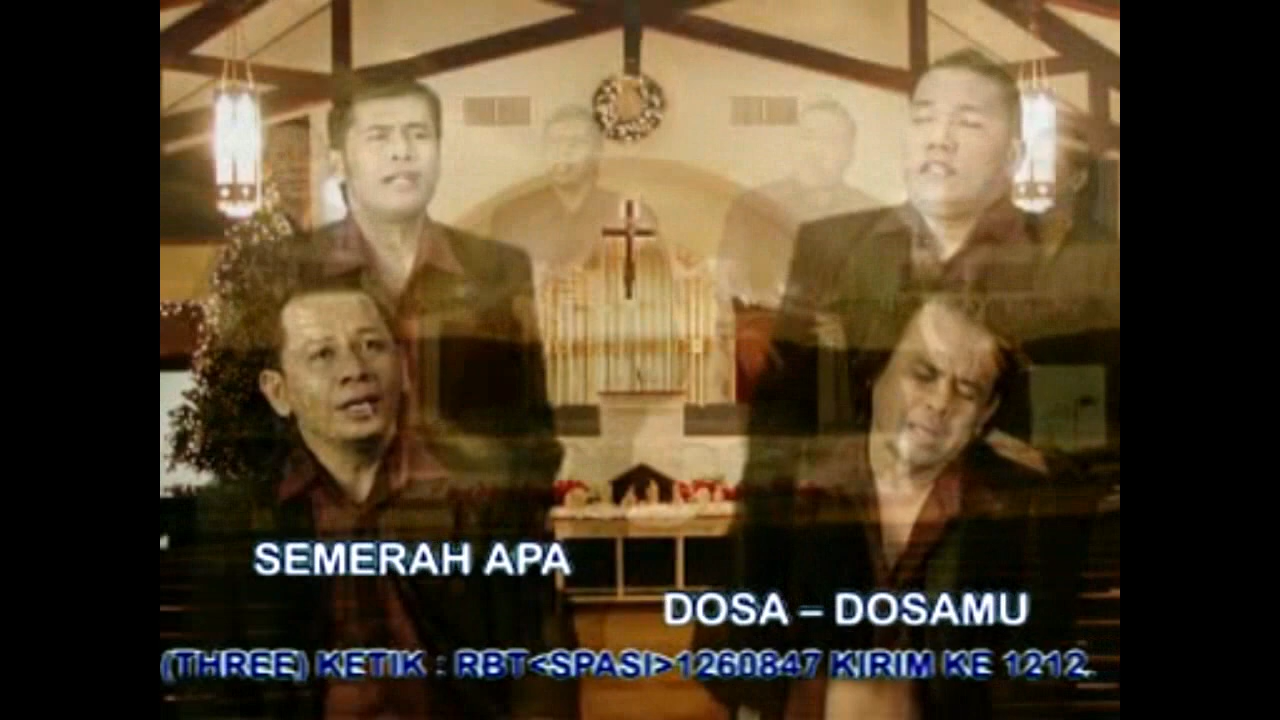 SEMERAH APA
DOSA – DOSAMU
(THREE) KETIK : RBT<SPASI>1260847 KIRIM KE 1212.